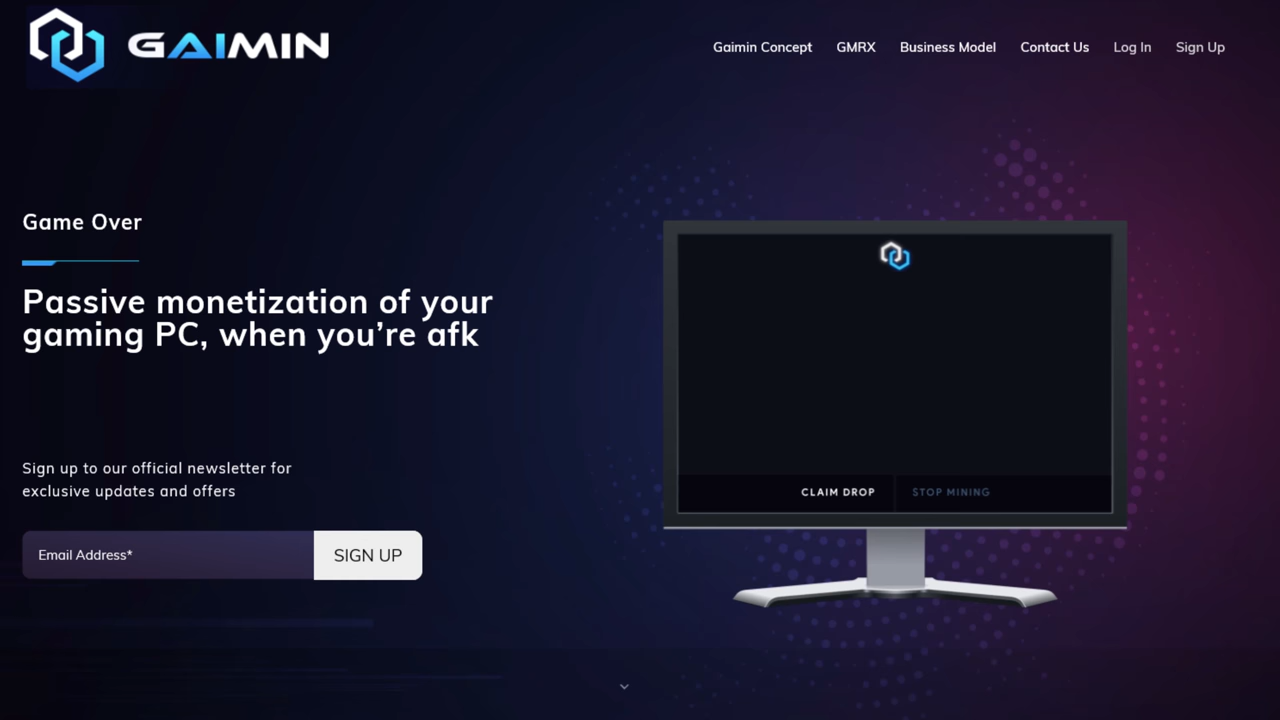 GAIMIN
Gaimin Concept
GMRX
Business Model
Contact Us
Log In
Sign Up
Game Over
Passive monetization of your
gaming PC, when you're afk
Sign up to our official newsletter for
exclusive updates and offers
Email Address*
SIGN UP
CLAIM DROP
STOP MINING